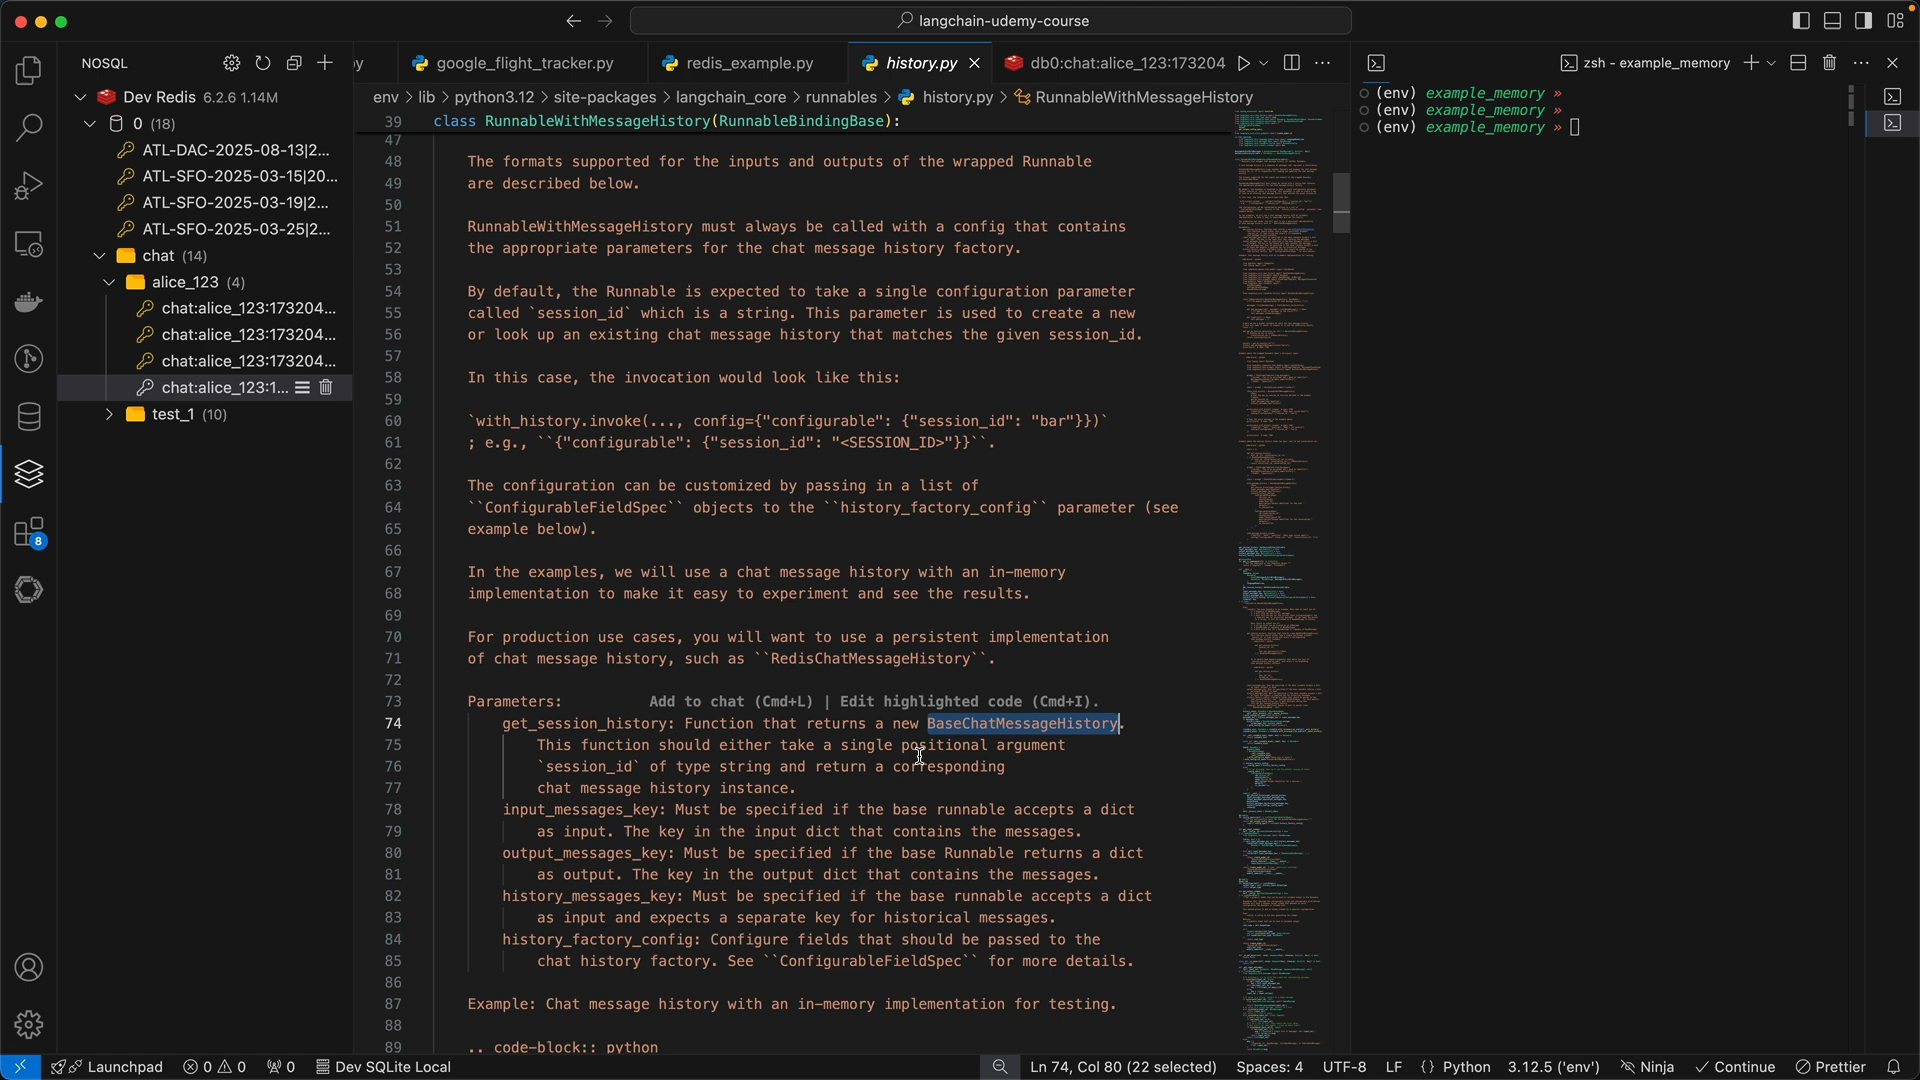 langchain-udemy-course
NOSQL
Dev Redis 6.2.6 1.14M
0 (18)
ATL-DAC-2025-08-13|2...
ATL-SFO-2025-03-15|20...
ATL-SFO-2025-03-19|2...
ATL-SFO-2025-03-25|2...
chat (14)
alice_123 (4)
chat:alice_123:173204...
chat:alice_123:173204...
chat:alice_123:173204...
chat:alice_123:1...
test_1 (10)
8
y google_flight_tracker.py redis_example.py history.py db0:chat:alice_123:173204
env > lib > python3.12 > site-packages > langchain_core > runnables > history.py > RunnableWithMessageHistory
39 class RunnableWithMessageHistory(RunnableBindingBase):
47
48 The formats supported for the inputs and outputs of the wrapped Runnable
49 are described below.
50
51 RunnableWithMessageHistory must always be called with a config that contains
52 the appropriate parameters for the chat message history factory.
53
54 By default, the Runnable is expected to take a single configuration parameter
55 called `session_id` which is a string. This parameter is used to create a new
56 or look up an existing chat message history that matches the given session_id.
57
58 In this case, the invocation would look like this:
59
60 `with_history.invoke(..., config={"configurable": {"session_id": "bar"}})`
61 ; e.g., ``{"configurable": {"session_id": "<SESSION_ID>"}}``.
62
63 The configuration can be customized by passing in a list of
64 ``ConfigurableFieldSpec`` objects to the ``history_factory_config`` parameter (see
65 example below).
66
67 In the examples, we will use a chat message history with an in-memory
68 implementation to make it easy to experiment and see the results.
69
70 For production use cases, you will want to use a persistent implementation
71 of chat message history, such as ``RedisChatMessageHistory``.
72
73 Parameters: Add to chat (Cmd+L) | Edit highlighted code (Cmd+I).
74 get_session_history: Function that returns a new BaseChatMessageHistory.
75 This function should either take a single positional argument
76 `session_id` of type string and return a corresponding
77 chat message history instance.
78 input_messages_key: Must be specified if the base runnable accepts a dict
79 as input. The key in the input dict that contains the messages.
80 output_messages_key: Must be specified if the base Runnable returns a dict
81 as output. The key in the output dict that contains the messages.
82 history_messages_key: Must be specified if the base runnable accepts a dict
83 as input and expects a separate key for historical messages.
84 history_factory_config: Configure fields that should be passed to the
85 chat history factory. See ``ConfigurableFieldSpec`` for more details.
86
87 Example: Chat message history with an in-memory implementation for testing.
88
89 .. code-block:: python
zsh - example_memory
(env) example_memory »
(env) example_memory »
(env) example_memory »
Launchpad 0 0 0 Dev SQLite Local Ln 74, Col 80 (22 selected) Spaces: 4 UTF-8 LF {} Python 3.12.5 ('env') Ninja Continue Prettier